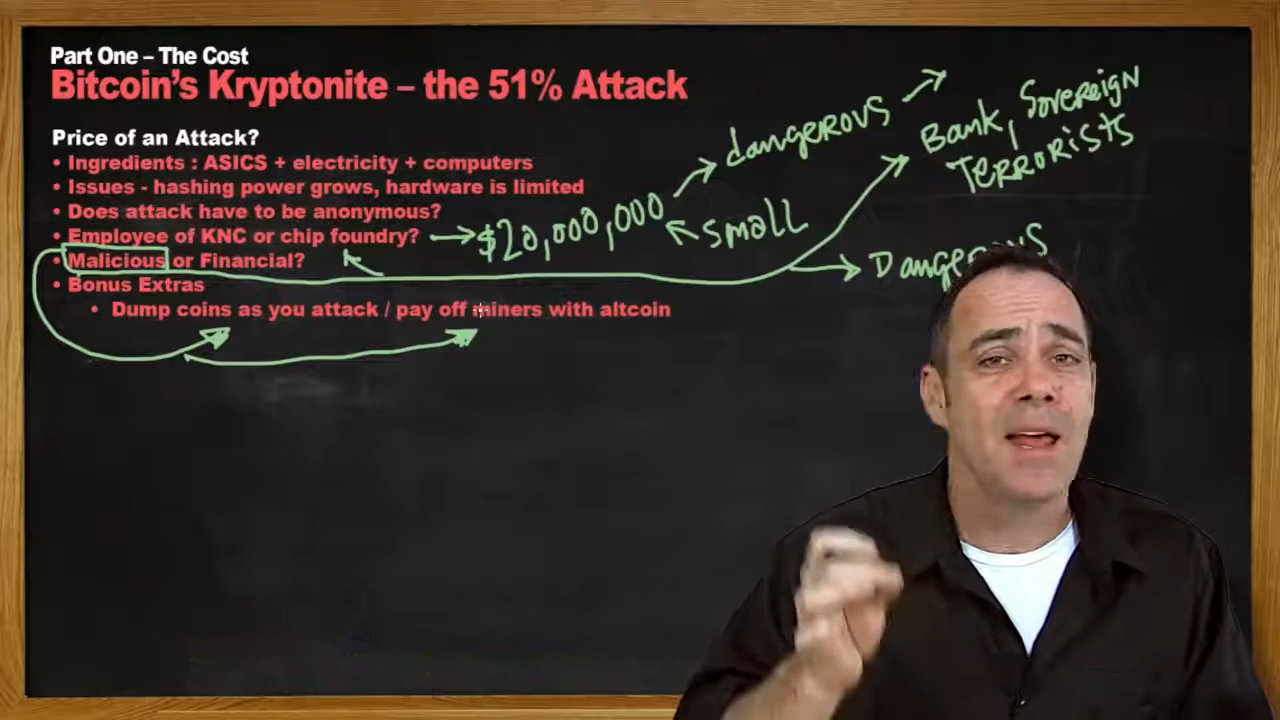 Part One – The Cost
Bitcoin's Kryptonite – the 51% Attack
Price of an Attack?
• Ingredients : ASICS + electricity + computers
• Issues - hashing power grows, hardware is limited
• Does attack have to be anonymous?
• Employee of KNC or chip foundry?
• Malicious or Financial?
• Bonus Extras
• Dump coins as you attack / pay off miners with altcoin
$20,000,000
small
dangerous
Bank, Sovereign
Terrorists
Dangerous